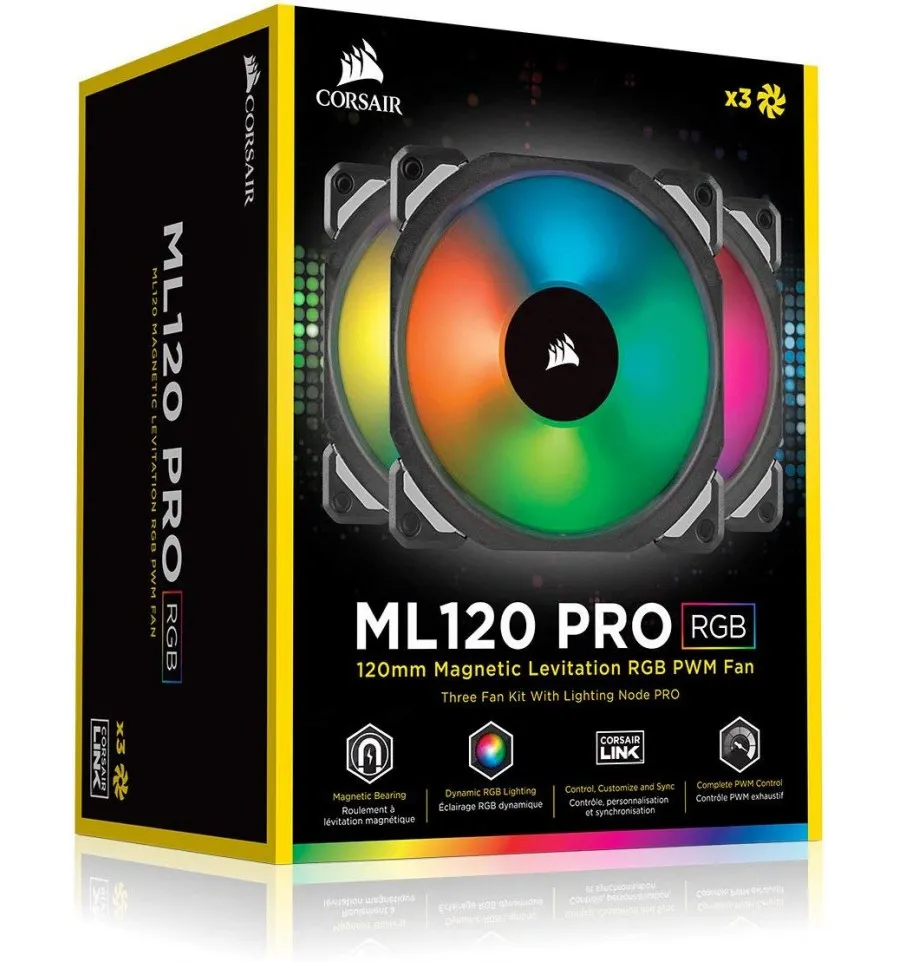 CORSAIR
x3
ML120 PRO RGB
120mm Magnetic Levitation RGB PWM Fan
Three Fan Kit With Lighting Node PRO
Magnetic Bearing
Roulement à
lévitation magnétique
Dynamic RGB Lighting
Éclairage RGB dynamique
CORSAIR
LINK
Control, Customize and Sync
Contrôle, personnalisation
et synchronisation
Complete PWM Control
Contrôle PWM exhaustif
CORSAIR
ML120 PRO RGB
ML120 MAGNETIC LEVITATION RGB PWM FAN
CORSAIR
LINK
x3